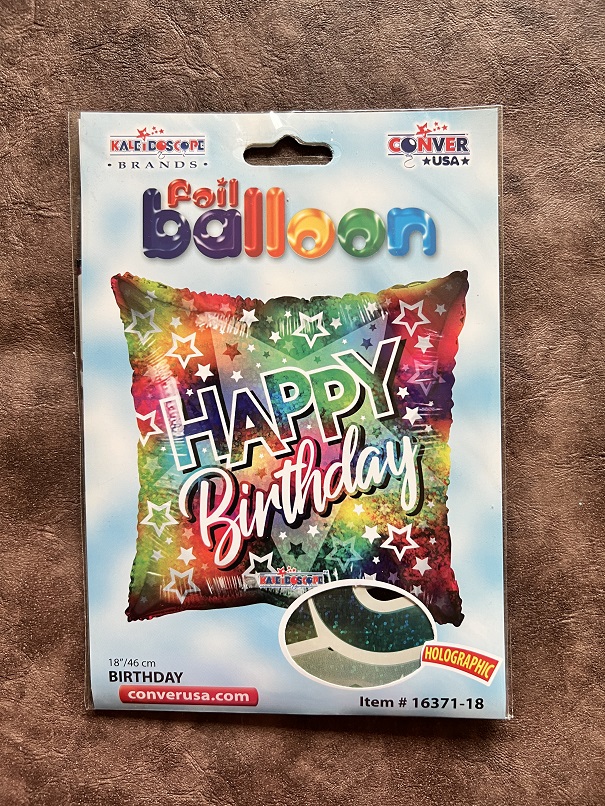 KALEIDOSCOPE
• BRANDS •
CONVER
★USA★
foil
balloon
HAPPY
Birthday
KALEIDOSCOPE
HOLOGRAPHIC
18"/46 cm
BIRTHDAY
converusa.com
Item # 16371-18